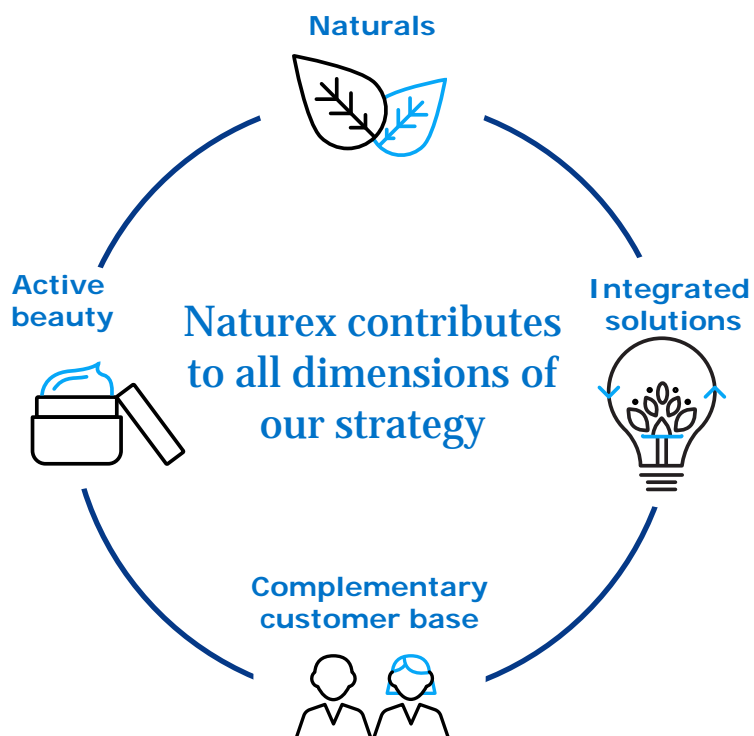 Naturals
Active
beauty
Integrated
solutions
Naturex contributes
to all dimensions of
our strategy
Complementary
customer base